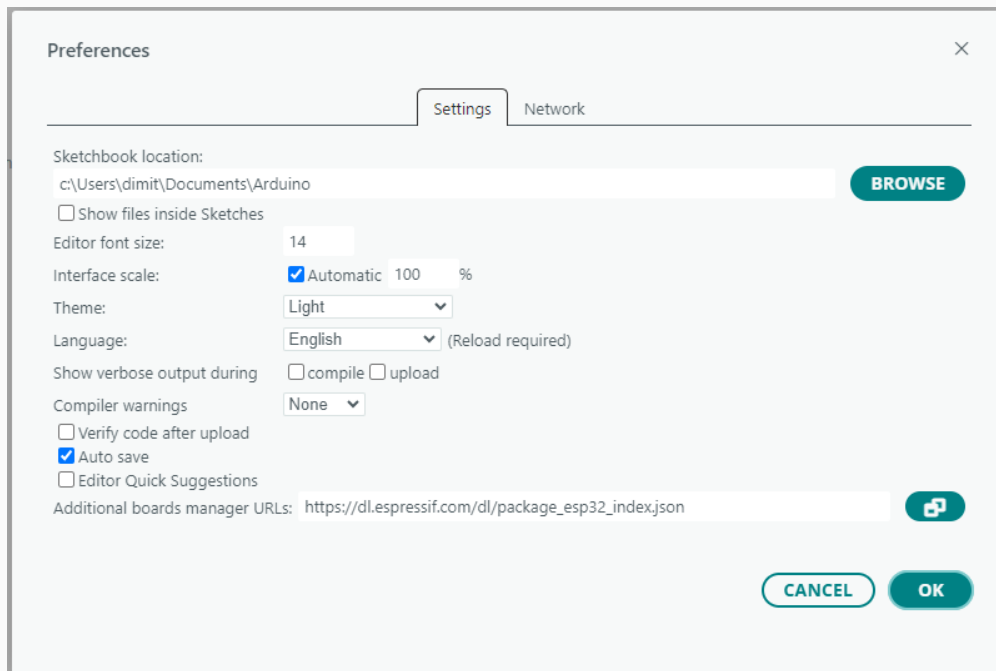 Preferences
Settings Network
Sketchbook location:
c:\Users\dimit\Documents\Arduino BROWSE
Show files inside Sketches
Editor font size: 14
Interface scale: Automatic 100 %
Theme: Light
Language: English (Reload required)
Show verbose output during compile upload
Compiler warnings None
Verify code after upload
Auto save
Editor Quick Suggestions
Additional boards manager URLs: https://dl.espressif.com/dl/package_esp32_index.json
CANCEL OK